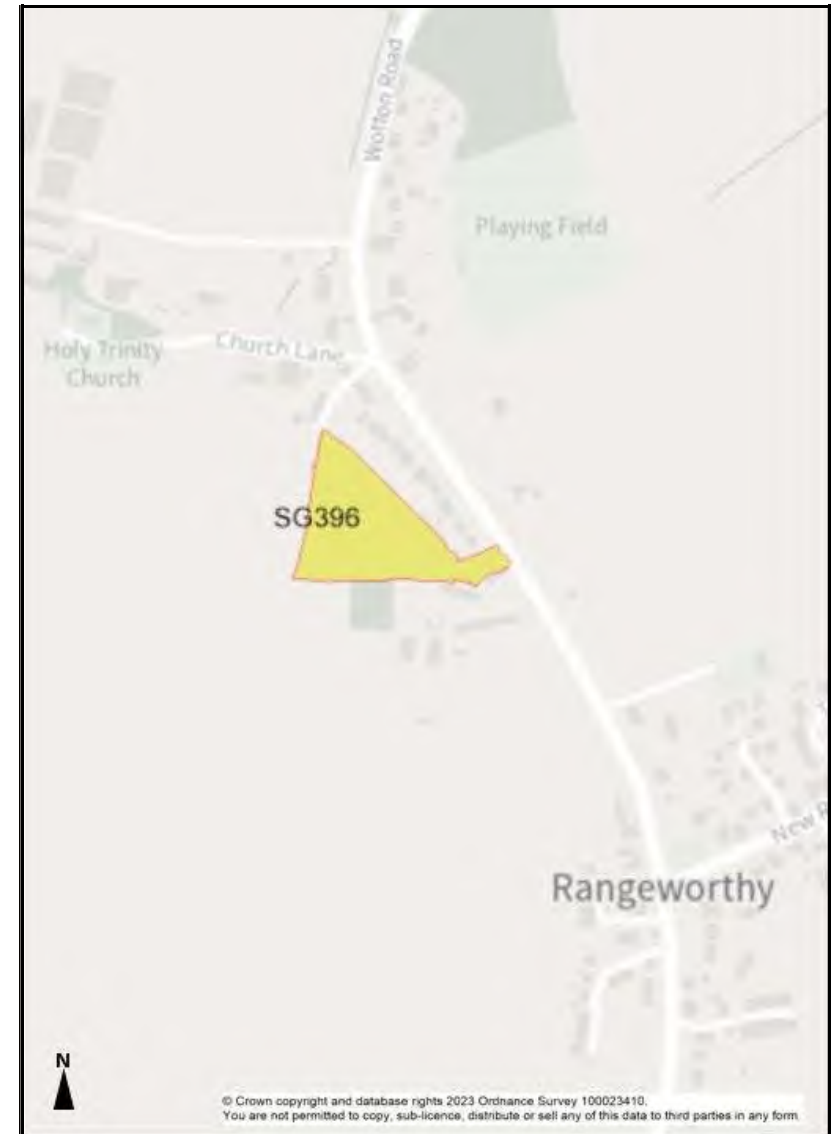 Wotton Road
Playing Field
Church Lane
Holy Trinity
Church
SG396
New R
Rangeworthy
N
© Crown copyright and database rights 2023 Ordnance Survey 100023410.
You are not permitted to copy, sub-licence, distribute or sell any of this data to third parties in any form